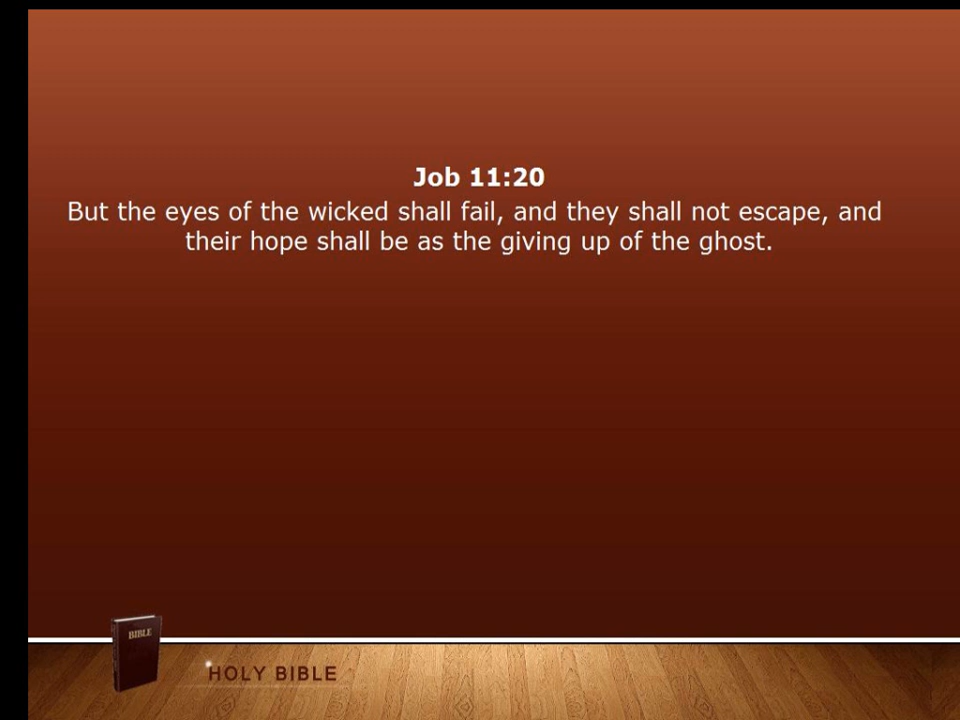 Job 11:20
But the eyes of the wicked shall fail, and they shall not escape, and
their hope shall be as the giving up of the ghost.
BIBLE
HOLY BIBLE